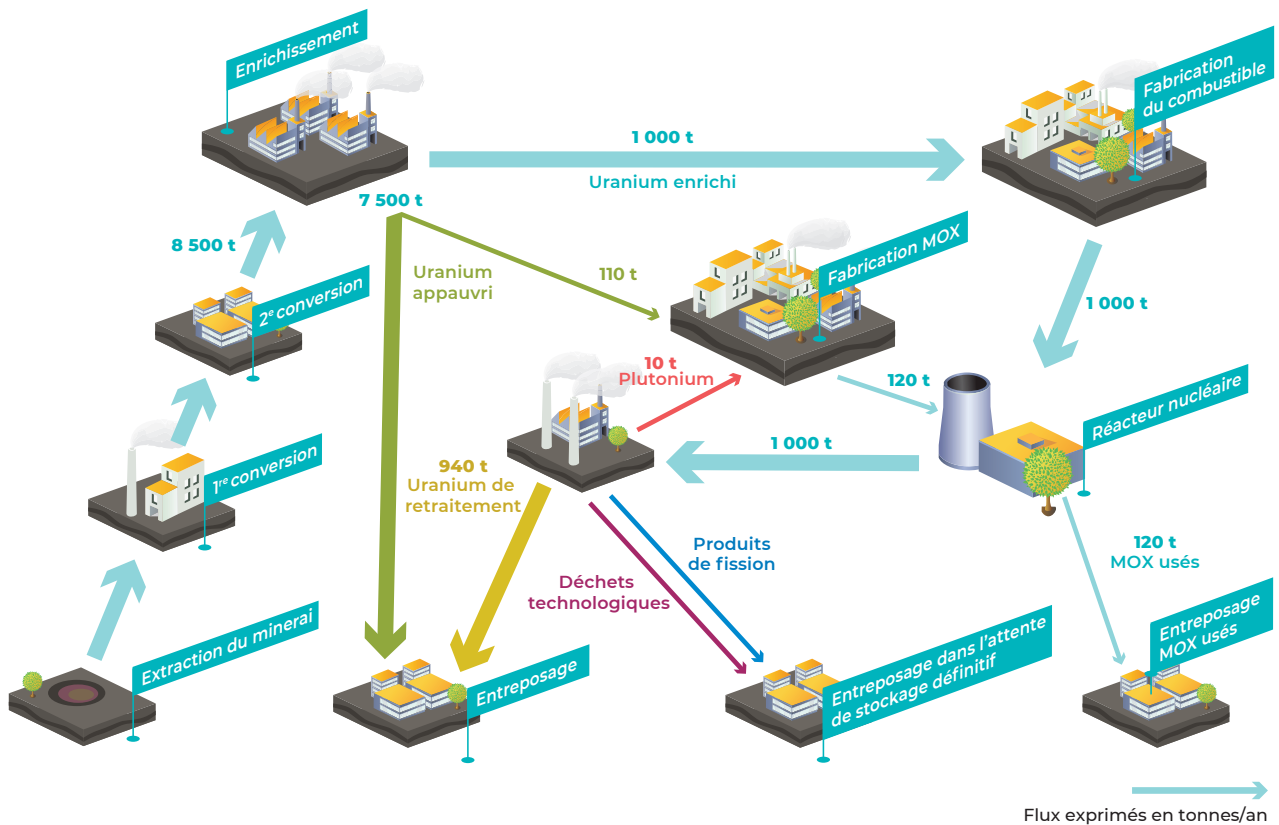 Enrichissement
Fabrication
du combustible
1 000 t
Uranium enrichi
7 500 t
8 500 t
Uranium
appauvri
110 t
Fabrication MOX
2e conversion
1 000 t
10 t
Plutonium
120 t
Réacteur nucléaire
1 000 t
1re conversion
940 t
Uranium de
retraitement
Produits
de fission
120 t
MOX usés
Déchets
technologiques
Extraction du minerai
Entreposage
Entreposage dans l'attente
de stockage définitif
Entreposage
MOX usés
Flux exprimés en tonnes/an